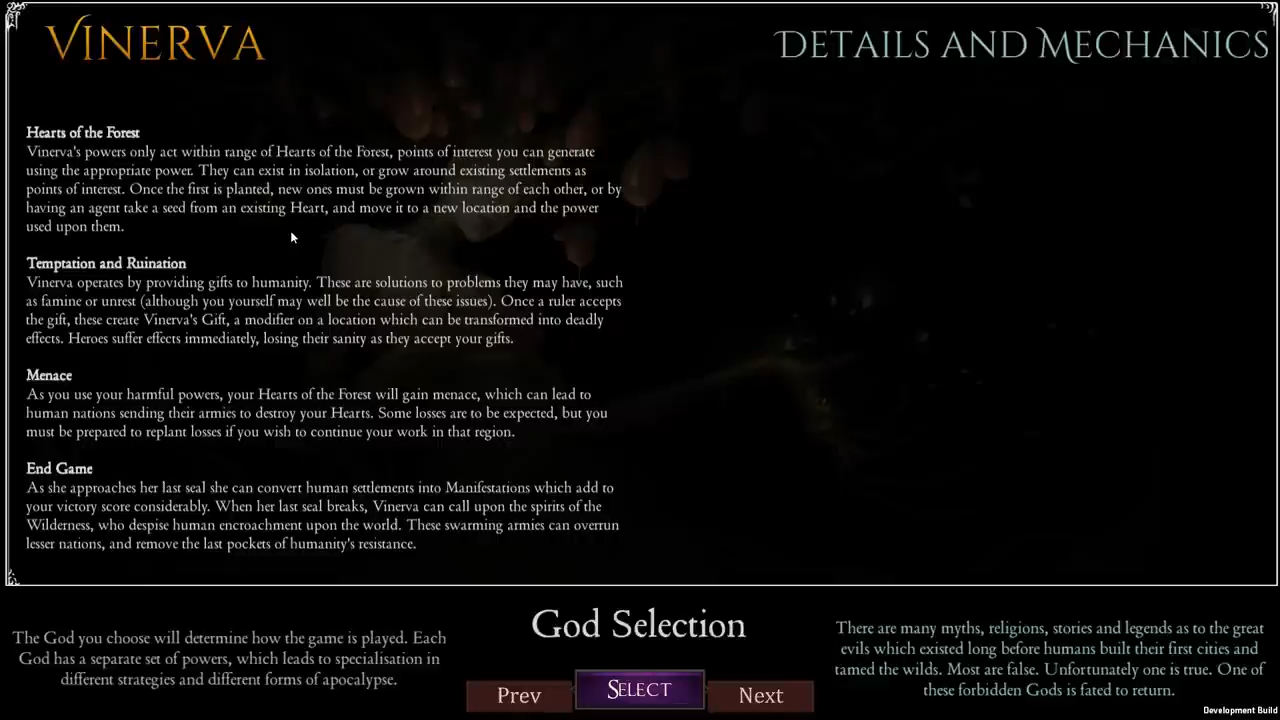 Vinerva
Details and Mechanics
Hearts of the Forest
Vinerva's powers only act within range of Hearts of the Forest, points of interest you can generate
using the appropriate power. They can exist in isolation, or grow around existing settlements as
points of interest. Once the first is planted, new ones must be grown within range of each other, or by
having an agent take a seed from an existing Heart, and move it to a new location and the power
used upon them.
Temptation and Ruination
Vinerva operates by providing gifts to humanity. These are solutions to problems they may have, such
as famine or unrest (although you yourself may well be the cause of these issues). Once a ruler accepts
the gift, these create Vinerva's Gift, a modifier on a location which can be transformed into deadly
effects. Heroes suffer effects immediately, losing their sanity as they accept your gifts.
Menace
As you use your harmful powers, your Hearts of the Forest will gain menace, which can lead to
human nations sending their armies to destroy your Hearts. Some losses are to be expected, but you
must be prepared to replant losses if you wish to continue your work in that region.
End Game
As she approaches her last seal she can convert human settlements into Manifestations which add to
your victory score considerably. When her last seal breaks, Vinerva can call upon the spirits of the
Wilderness, who despise human encroachment upon the world. These swarming armies can overrun
lesser nations, and remove the last pockets of humanity's resistance.
God Selection
The God you choose will determine how the game is played. Each
God has a separate set of powers, which leads to specialisation in
different strategies and different forms of apocalypse.
Prev
Select
Next
There are many myths, religions, stories and legends as to the great
evils which existed long before humans built their first cities and
tamed the wilds. Most are false. Unfortunately one is true. One of
these forbidden Gods is fated to return.
Development Build